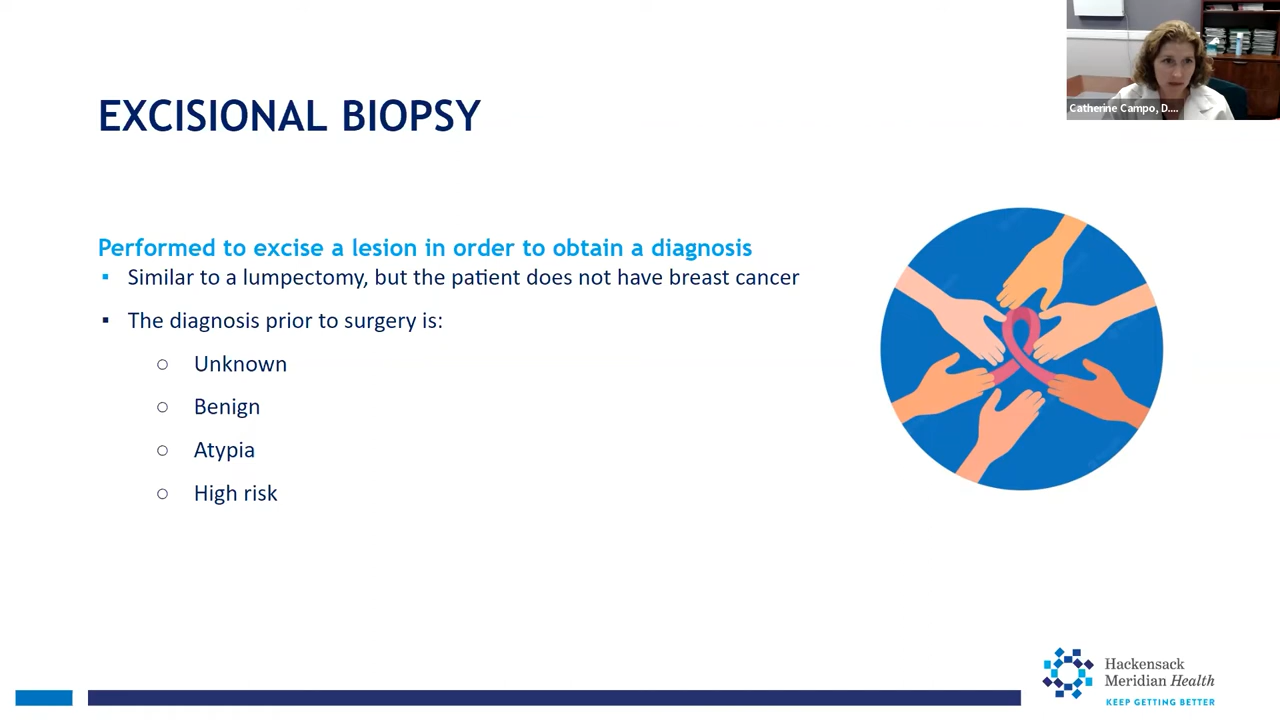 Catherine Campo, D....
EXCISIONAL BIOPSY
Performed to excise a lesion in order to obtain a diagnosis
▪ Similar to a lumpectomy, but the patient does not have breast cancer
▪ The diagnosis prior to surgery is:
○ Unknown
○ Benign
○ Atypia
○ High risk
Hackensack
Meridian Health
KEEP GETTING BETTER